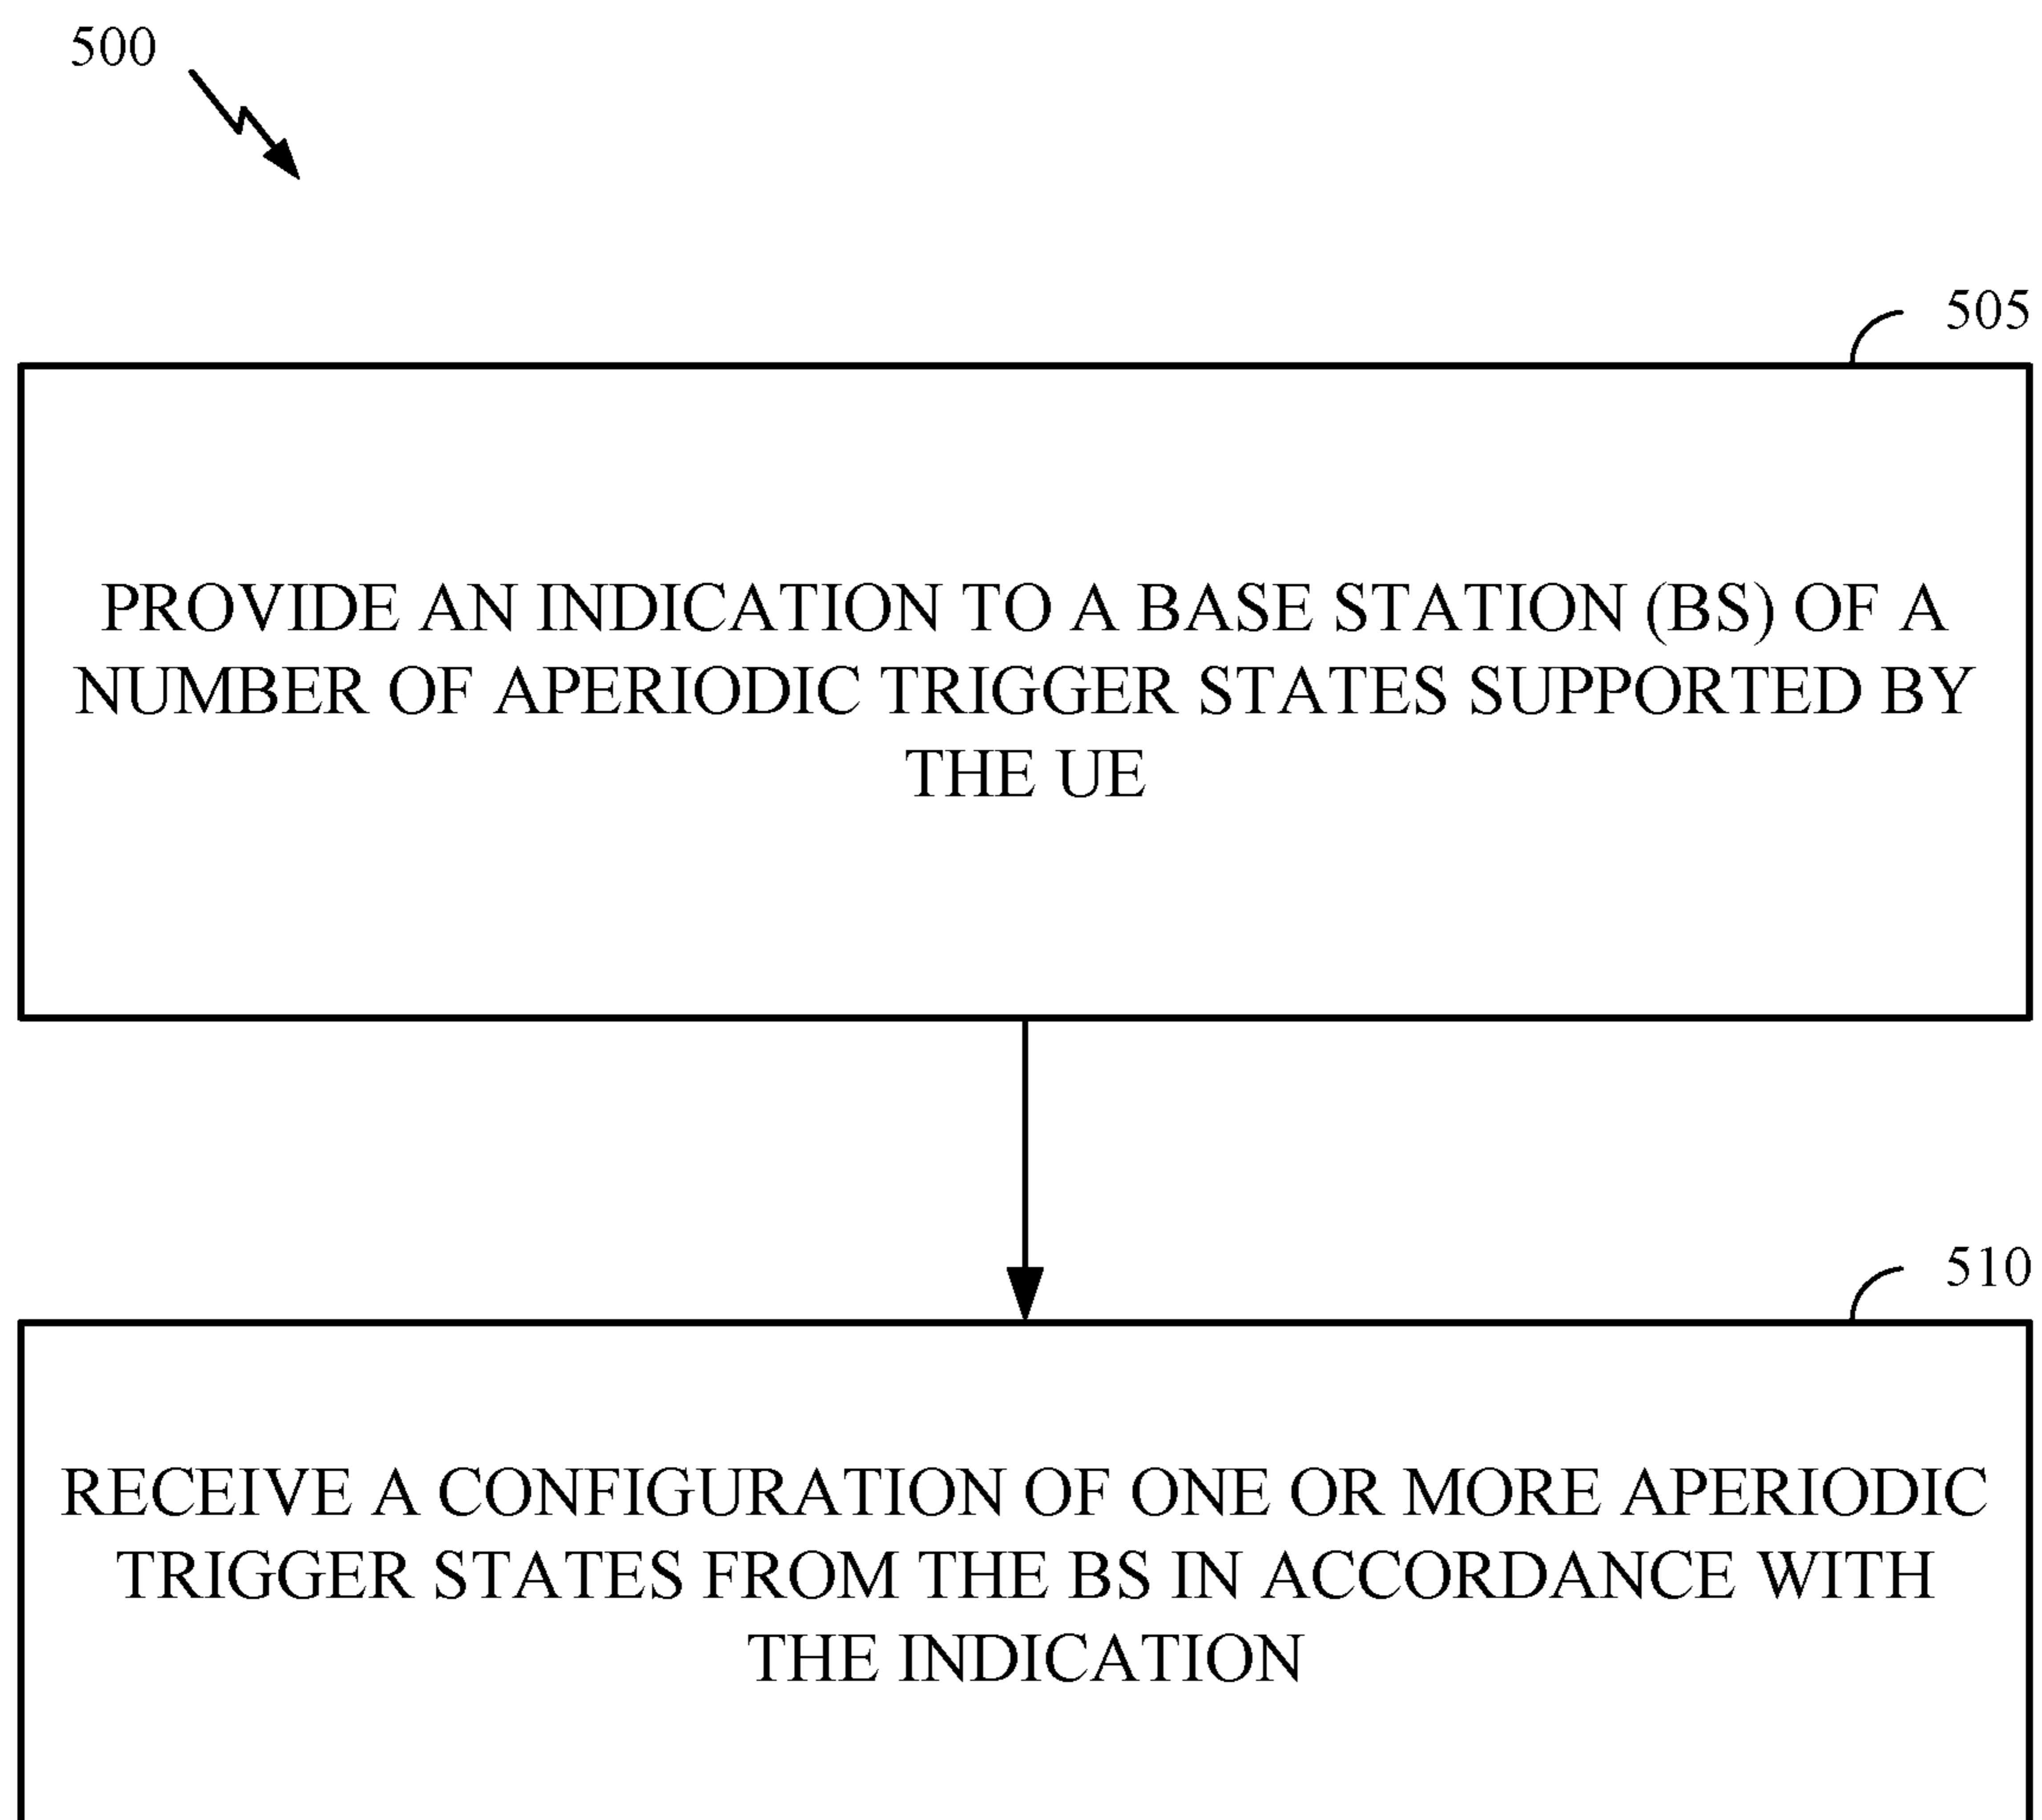 500
505
PROVIDE AN INDICATION TO A BASE STATION (BS) OF A
NUMBER OF APERIODIC TRIGGER STATES SUPPORTED BY
THE UE
510
RECEIVE A CONFIGURATION OF ONE OR MORE APERIODIC
TRIGGER STATES FROM THE BS IN ACCORDANCE WITH
THE INDICATION